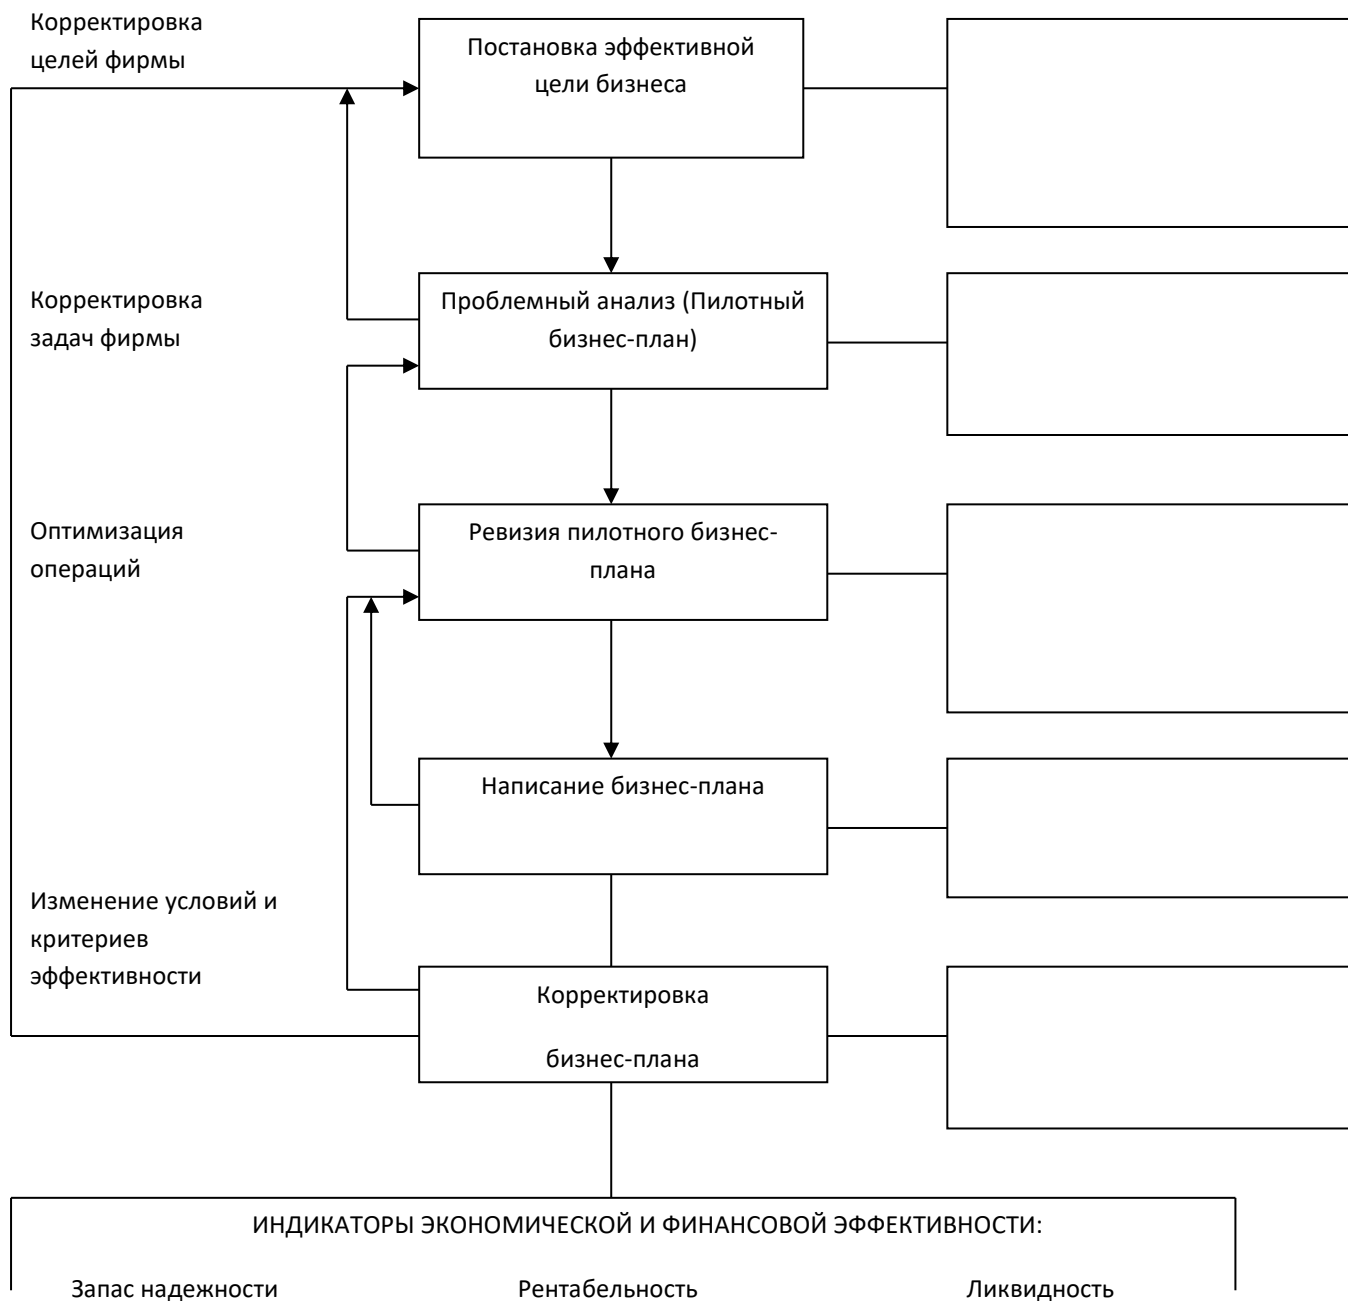 Корректировка
целей фирмы
Постановка эффективной
цели бизнеса
Корректировка
задач фирмы
Проблемный анализ (Пилотный
бизнес-план)
Оптимизация
операций
Ревизия пилотного бизнес-
плана
Написание бизнес-плана
Изменение условий и
критериев
эффективности
Корректировка
бизнес-плана
ИНДИКАТОРЫ ЭКОНОМИЧЕСКОЙ И ФИНАНСОВОЙ ЭФФЕКТИВНОСТИ:
Запас надежности Рентабельность Ликвидность